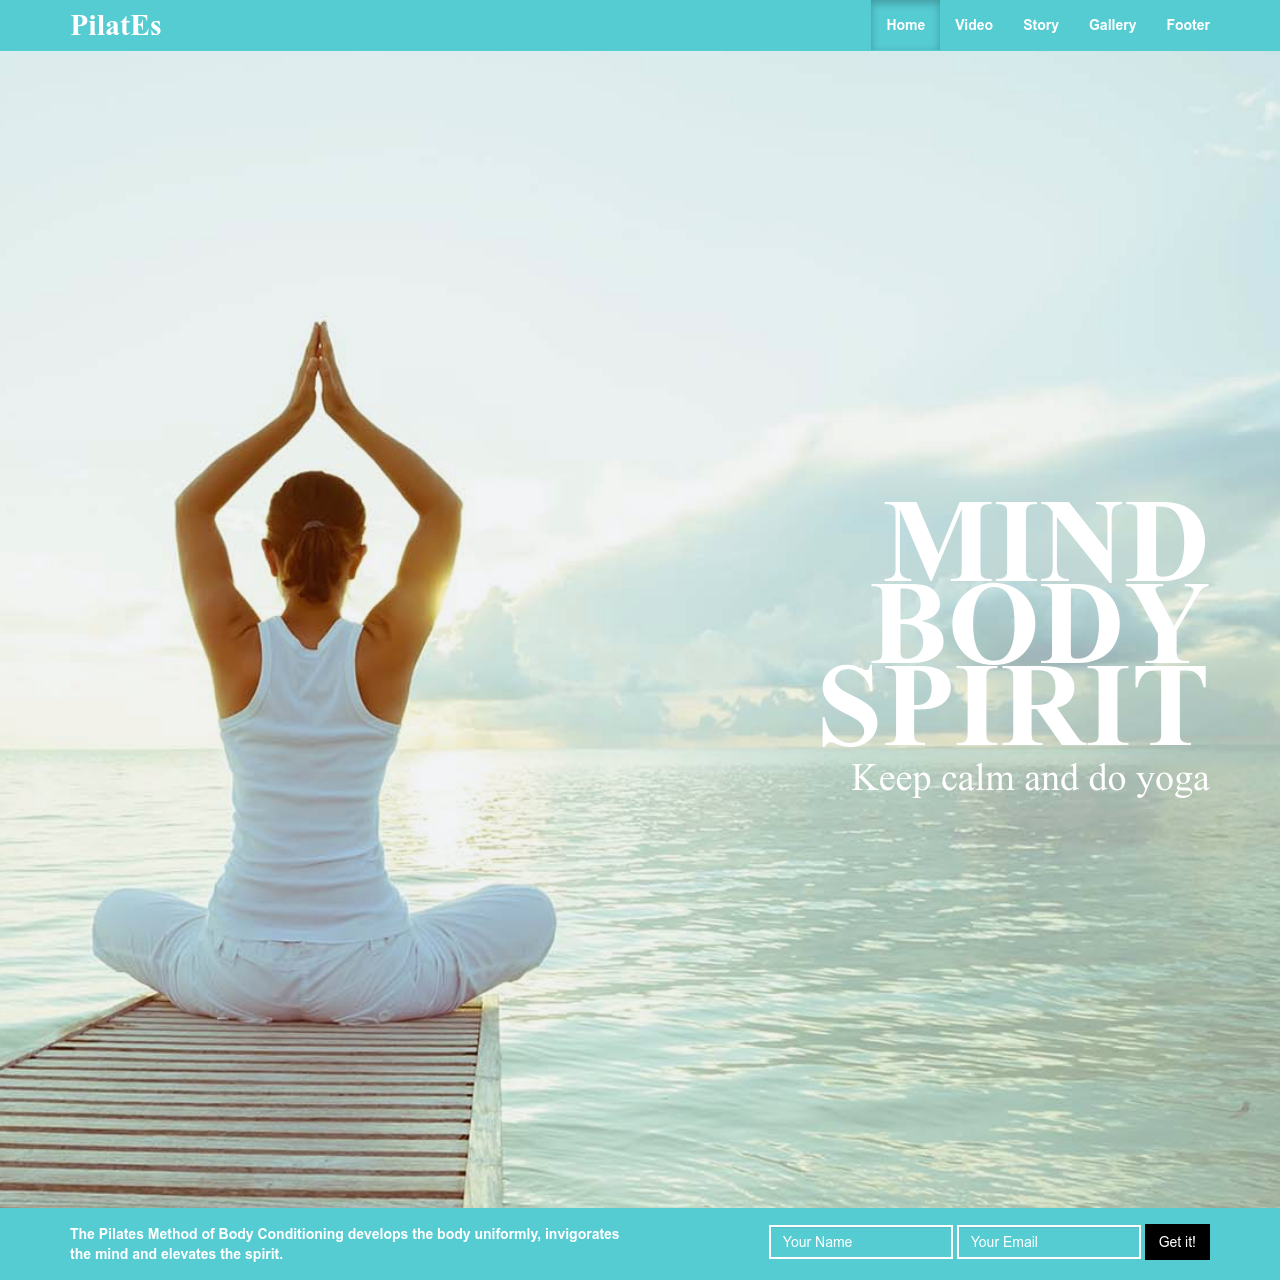 PilatEs
Home Video Story Gallery Footer
MIND
BODY
SPIRIT
Keep calm and do yoga
The Pilates Method of Body Conditioning develops the body uniformly, invigorates
the mind and elevates the spirit.
Your Name Your Email Get it!